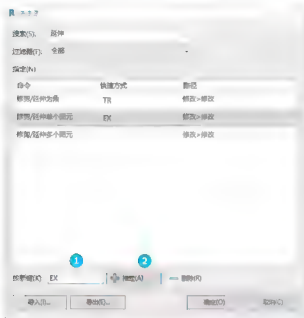 搜索(S): 延伸
过滤器(F): 全部
指定(N)
命令 快捷方式 路径
修剪/延伸为角 TR 修改>修改
修剪/延伸单个图元 EX 修改>修改
修剪/延伸多个图元 修改>修改
1 2
按新键(K) EX 指定(A) 删除(R)
导入(I)... 导出(E)... 确定(O) 取消(C)